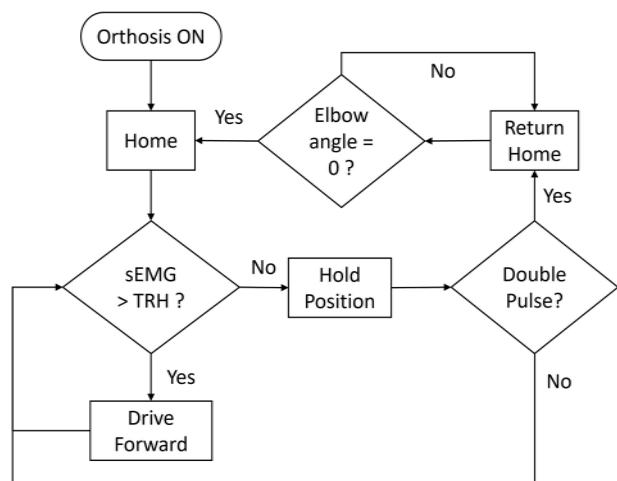 Orthosis ON
No
Yes
Elbow
angle =
0 ?
Home
Return
Home
Yes
sEMG
> TRH ?
No
Hold
Position
Double
Pulse?
Yes
No
Drive
Forward